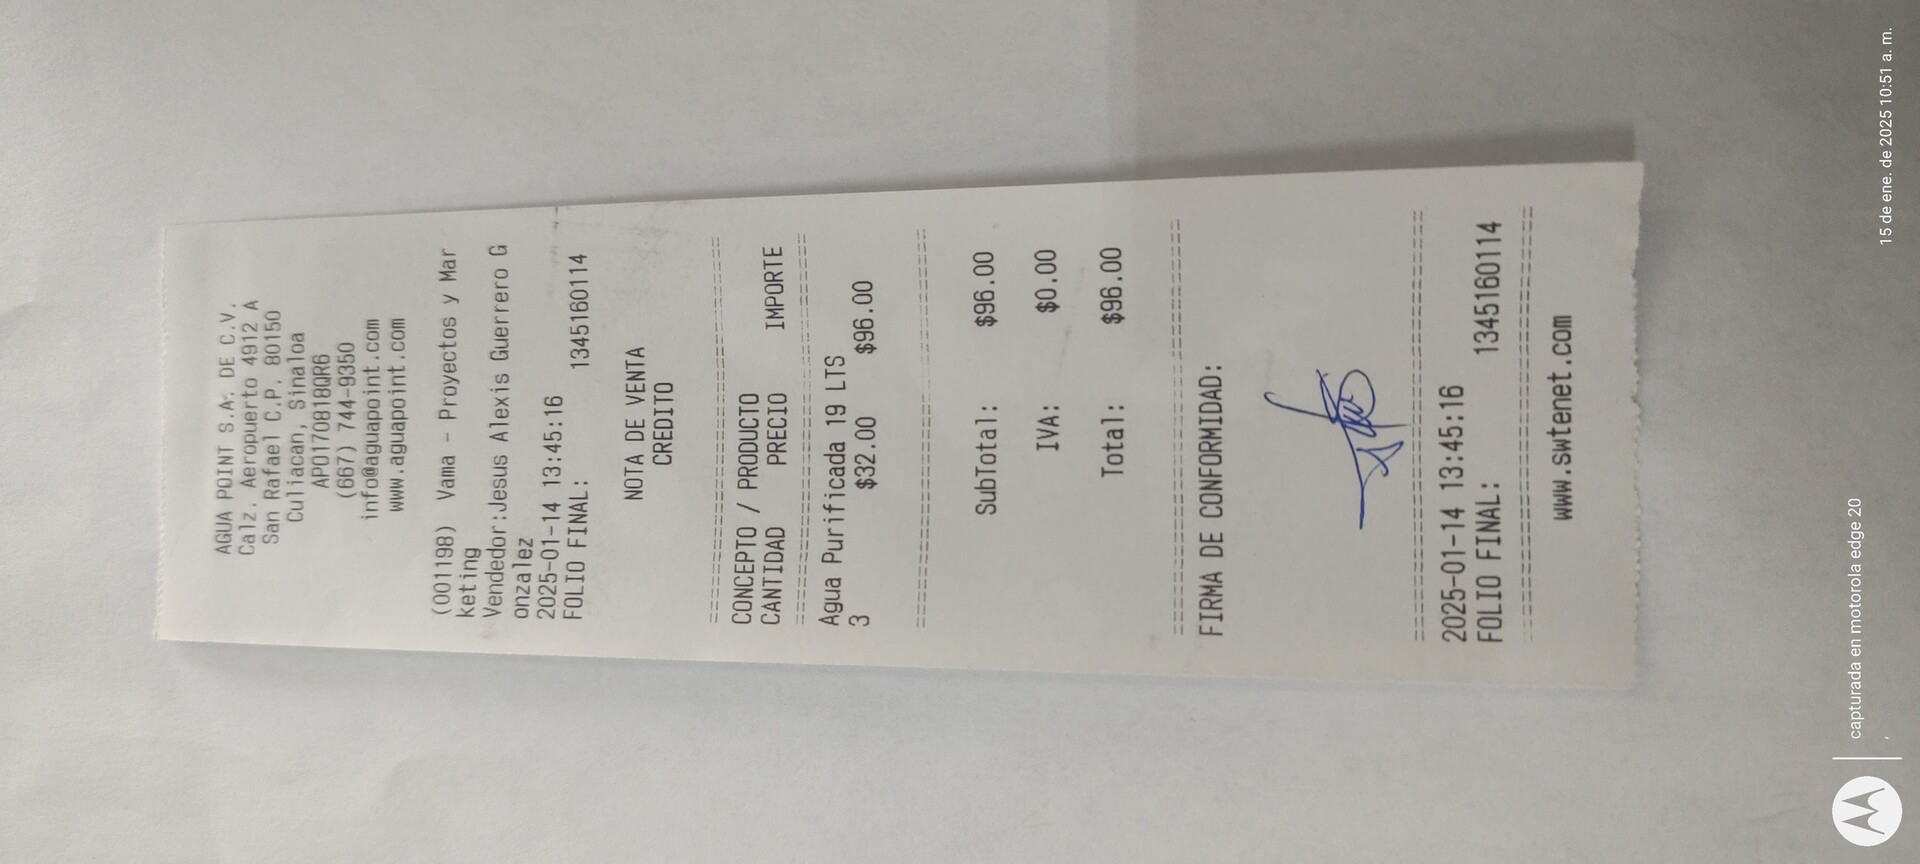 AGUA POINT S.A. DE C.V.
Calz. Aeropuerto 4912 A
San Rafael C.P. 80150
Culiacan, Sinaloa
APO170818QR6
(667) 744-9350
info@aguapoint.com
www.aguapoint.com
(001198) Vama - Proyectos y Mar
keting
Vendedor:Jesus Alexis Guerrero G
onzalez
2025-01-14 13:45:16
FOLIO FINAL: 1345160114
NOTA DE VENTA
CREDITO
CONCEPTO / PRODUCTO
CANTIDAD PRECIO IMPORTE
Agua Purificada 19 LTS
3 $32.00 $96.00
SubTotal: $96.00
IVA: $0.00
Total: $96.00
FIRMA DE CONFORMIDAD:
2025-01-14 13:45:16
FOLIO FINAL: 1345160114
www.swtenet.com
capturada en motorola edge 20
15 de ene. de 2025 10:51 a. m.